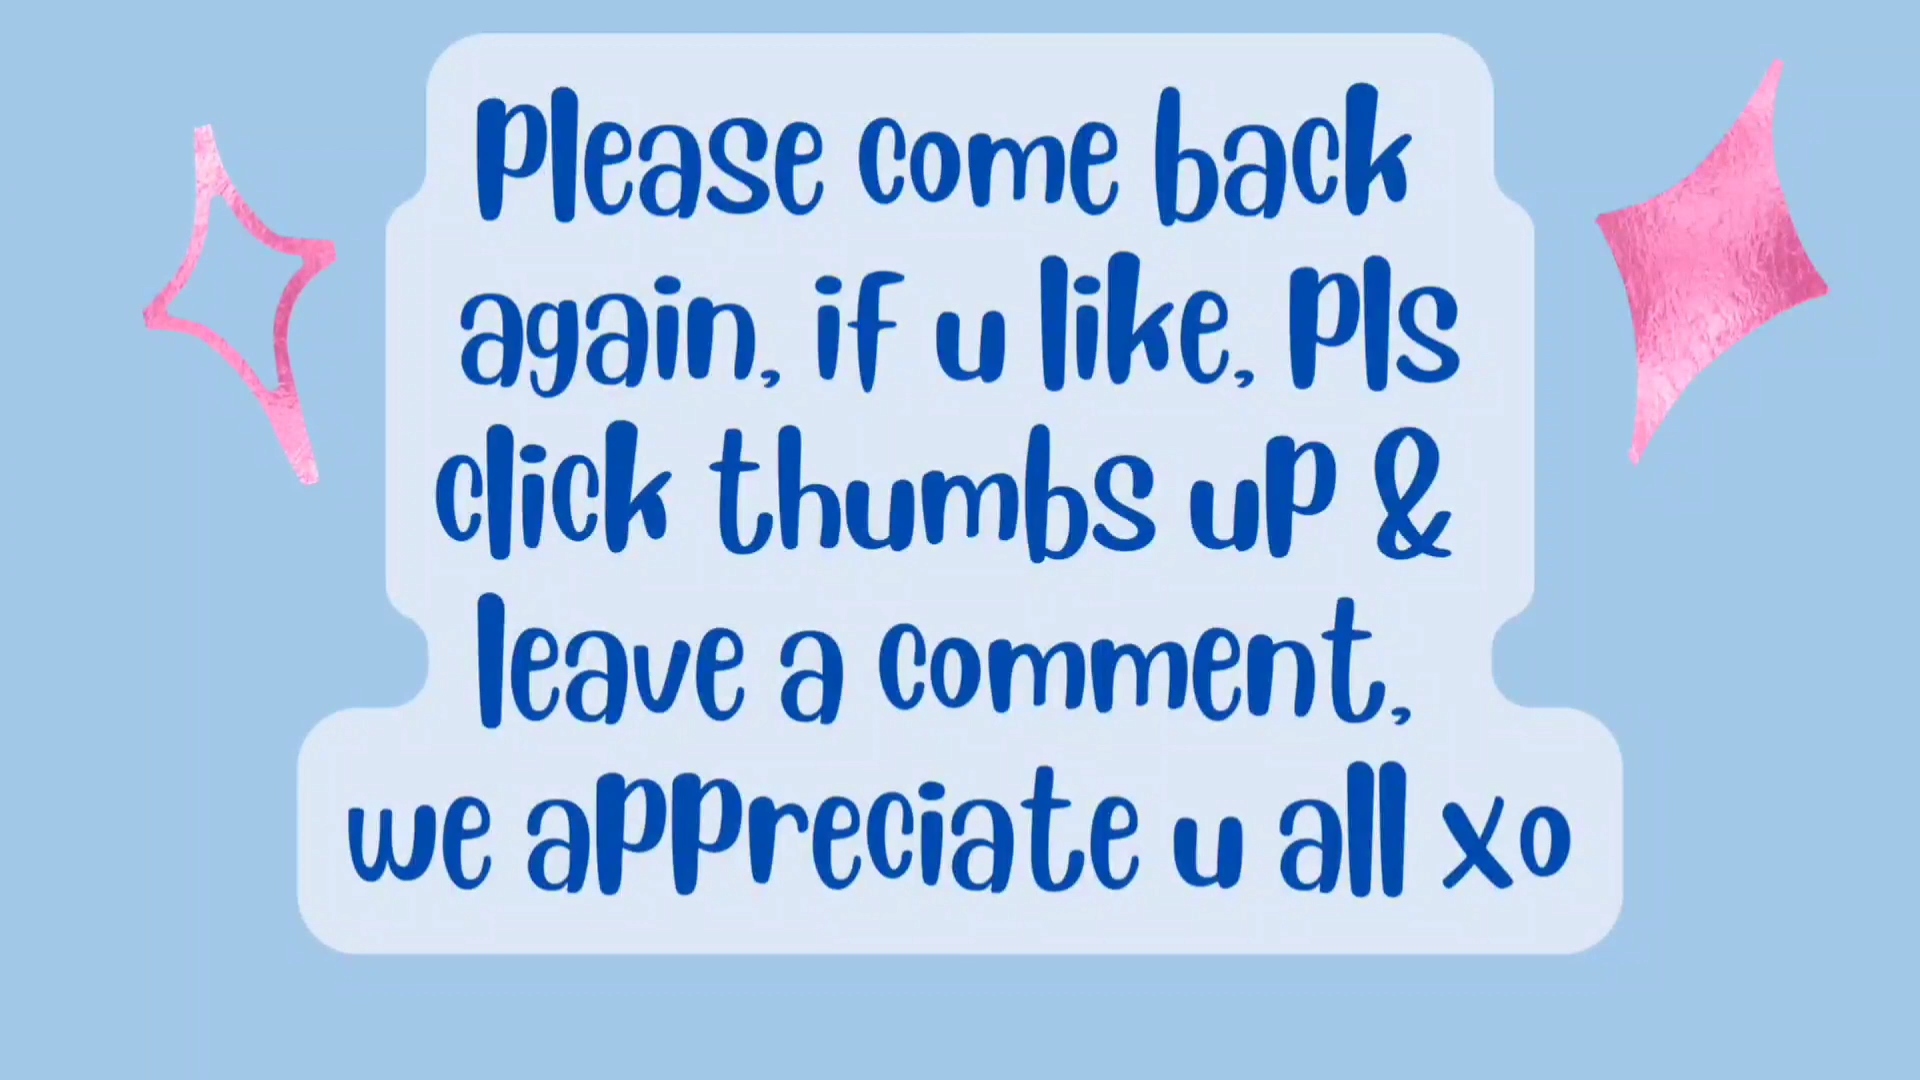 Please come back
again, if u like, pls
click thumbs up &
leave a comment,
we appreciate u all xo